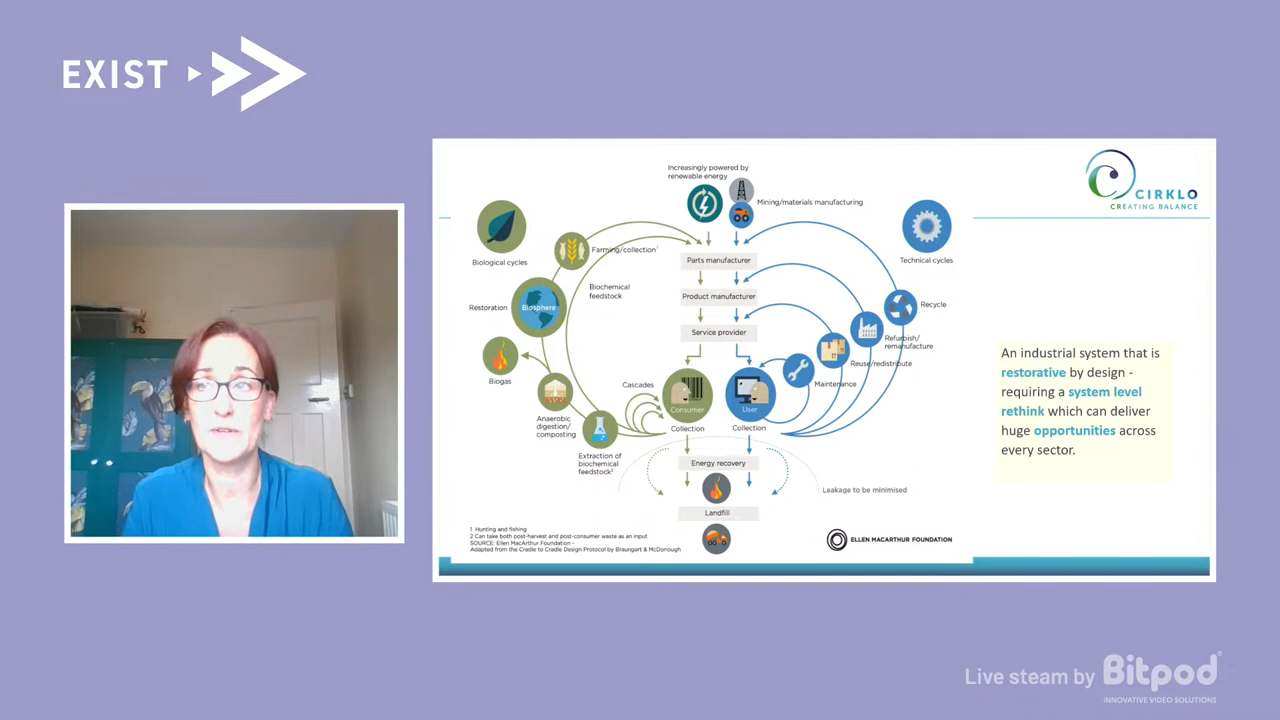 EXIST
CIRKLO
CREATING BALANCE
Increasingly powered by
renewable energy
Mining/materials manufacturing
Biological cycles
Technical cycles
Farming/collection¹
Parts manufacturer
Biochemical
feedstock
Product manufacturer
Restoration
Biosphere
Recycle
Service provider
Refurbish/
remanufacture
Reuse/redistribute
Biogas
Cascades
Maintenance
Anaerobic
digestion/
composting
Consumer
User
Collection
Collection
Extraction of
biochemical
feedstock²
Energy recovery
Leakage to be minimised
Landfill
1 Hunting and fishing
2 Can take both post-harvest and post-consumer waste as an input
SOURCE: Ellen MacArthur Foundation –
Adapted from the Cradle to Cradle Design Protocol by Braungart & McDonough
ELLEN MACARTHUR FOUNDATION
An industrial system that is
restorative by design -
requiring a system level
rethink which can deliver
huge opportunities across
every sector.
Live steam by Bitpod
INNOVATIVE VIDEO SOLUTIONS